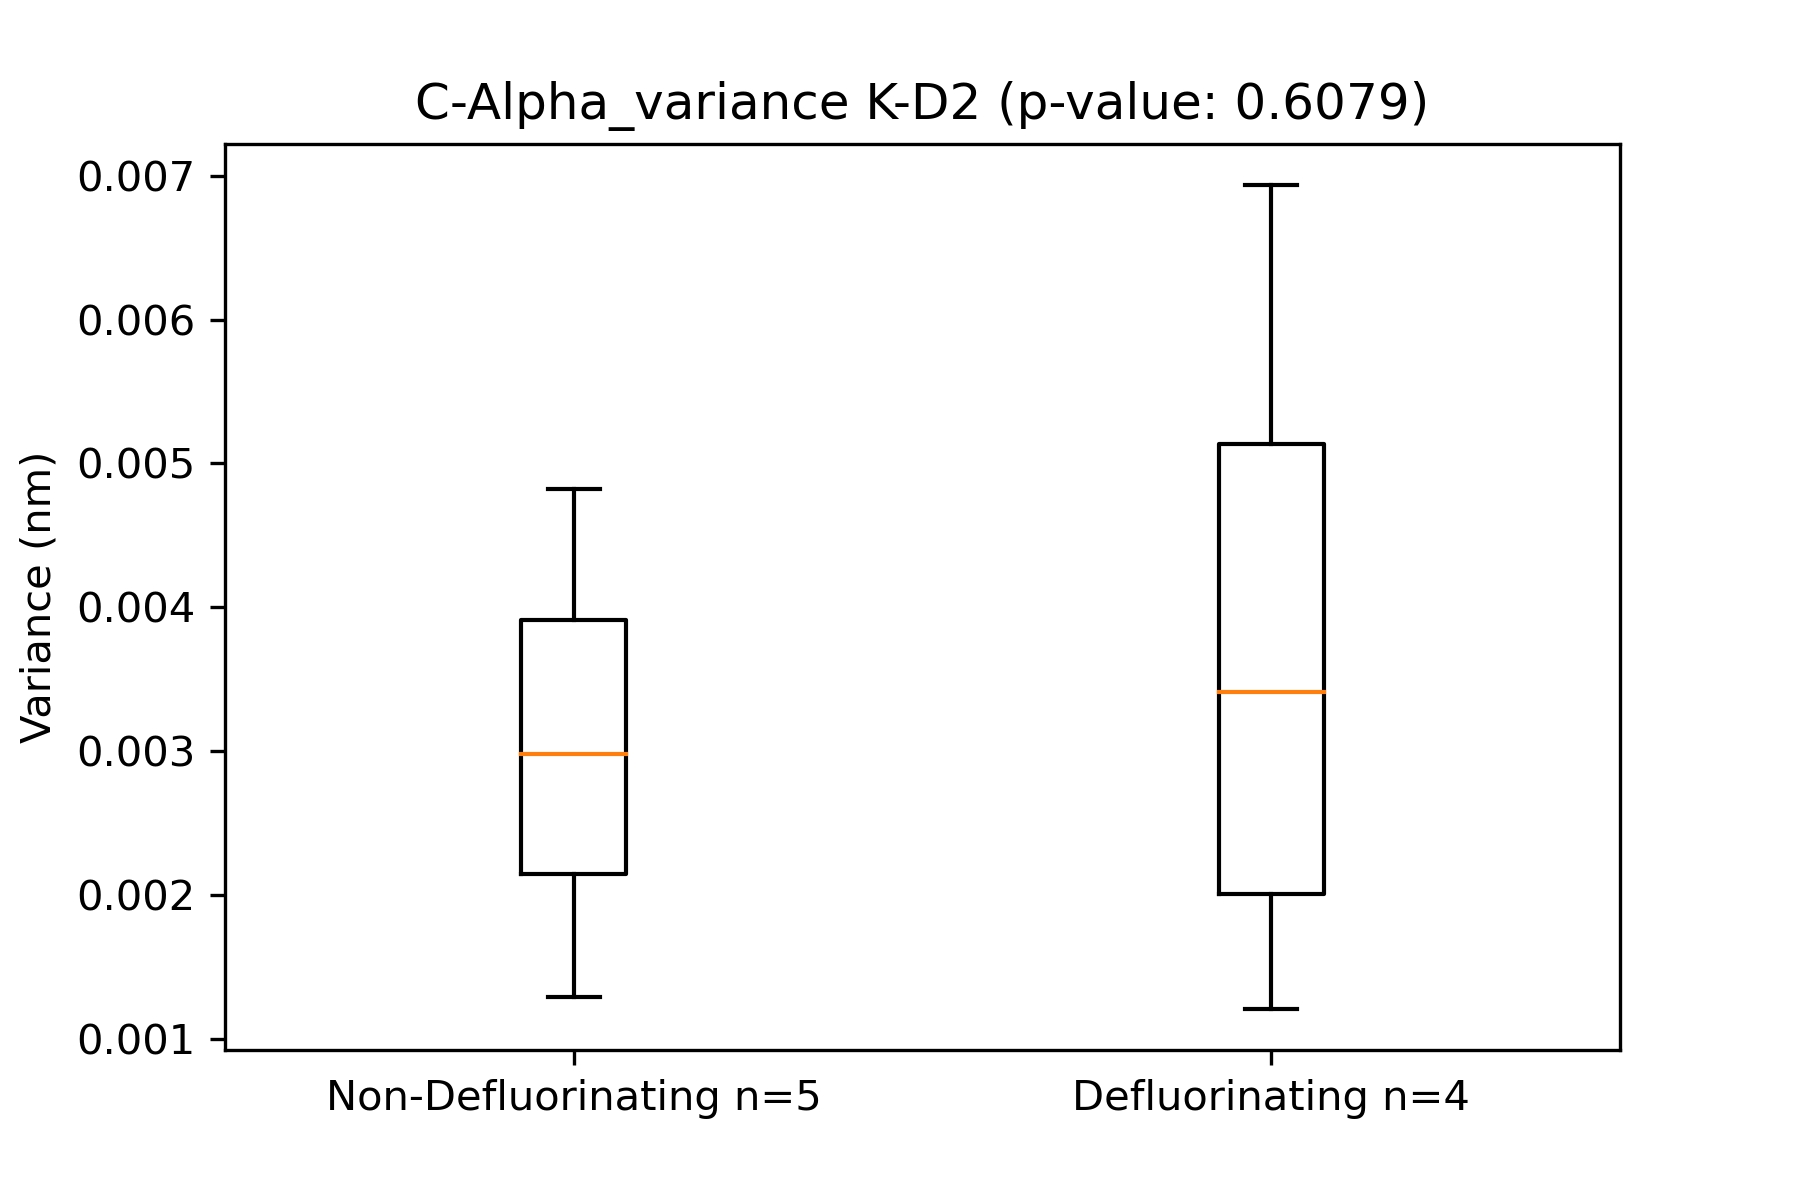 C-Alpha_variance K-D2 (p-value: 0.6079)
Variance (nm)
0.007
0.006
0.005
0.004
0.003
0.002
0.001
Non-Defluorinating n=5
Defluorinating n=4